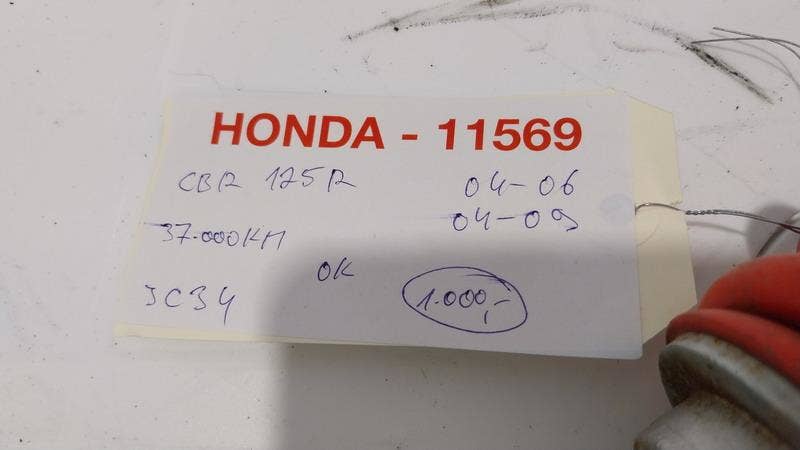 HONDA - 11569
CBR 125R
04-06
04-09
37.000KM
OK
JC34
1.000,-